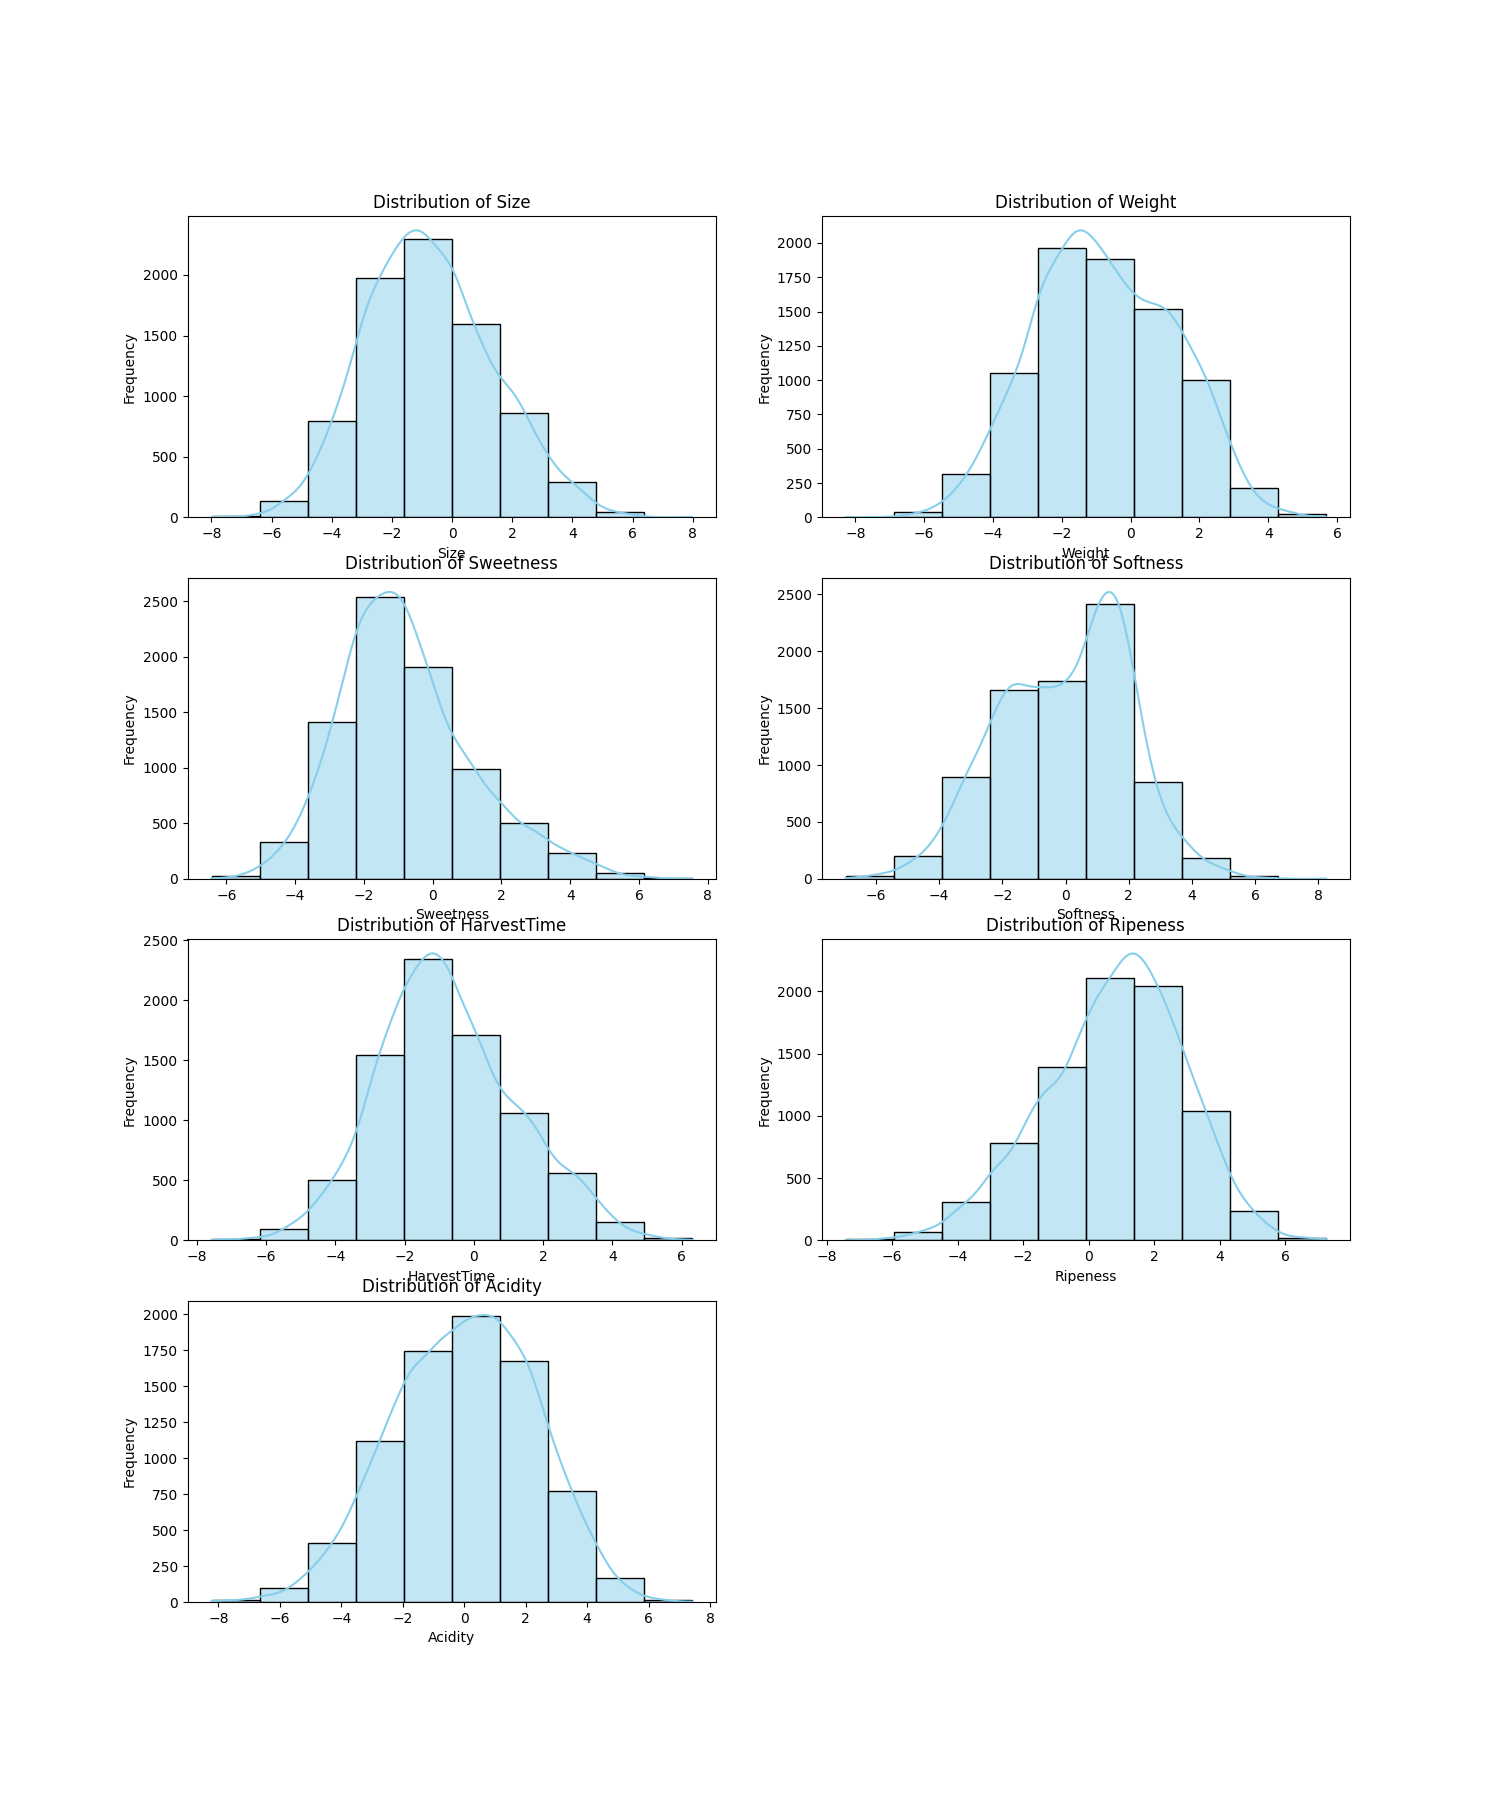 Distribution of Size
2000
1500
1000
500
0
Frequency
−8 −6 −4 −2 0 2 4 6 8
Size
Distribution of Weight
2000
1750
1500
1250
1000
750
500
250
0
Frequency
−8 −6 −4 −2 0 2 4 6
Weight
Distribution of Sweetness
2500
2000
1500
1000
500
0
Frequency
−6 −4 −2 0 2 4 6 8
Sweetness
Distribution of Softness
2500
2000
1500
1000
500
0
Frequency
−6 −4 −2 0 2 4 6 8
Softness
Distribution of HarvestTime
2500
2000
1500
1000
500
0
Frequency
−8 −6 −4 −2 0 2 4 6
HarvestTime
Distribution of Ripeness
2000
1500
1000
500
0
Frequency
−8 −6 −4 −2 0 2 4 6
Ripeness
Distribution of Acidity
2000
1750
1500
1250
1000
750
500
250
0
Frequency
−8 −6 −4 −2 0 2 4 6 8
Acidity